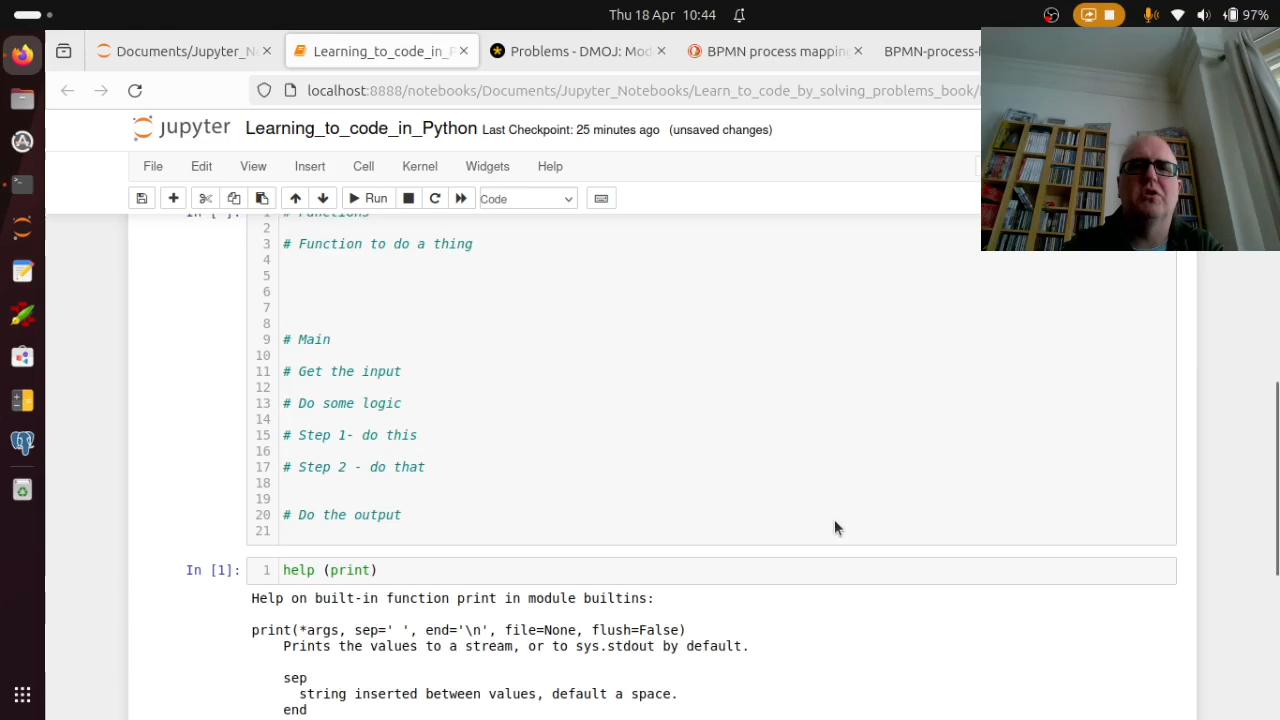 Thu 18 Apr 10:44
97%
Documents/Jupyter_N
Learning_to_code_in_P
Problems - DMOJ: Mod
BPMN process mapping
BPMN-process-
localhost:8888/notebooks/Documents/Jupyter_Notebooks/Learn_to_code_by_solving_problems_book/
jupyter Learning_to_code_in_Python Last Checkpoint: 25 minutes ago (unsaved changes)
File Edit View Insert Cell Kernel Widgets Help
Run Code
In [ ]: 1 # Functions
2
3 # Function to do a thing
4
5
6
7
8
9 # Main
10
11 # Get the input
12
13 # Do some logic
14
15 # Step 1- do this
16
17 # Step 2 - do that
18
19
20 # Do the output
21
In [1]: 1 help (print)
Help on built-in function print in module builtins:
print(*args, sep=' ', end='\n', file=None, flush=False)
Prints the values to a stream, or to sys.stdout by default.
sep
string inserted between values, default a space.
end